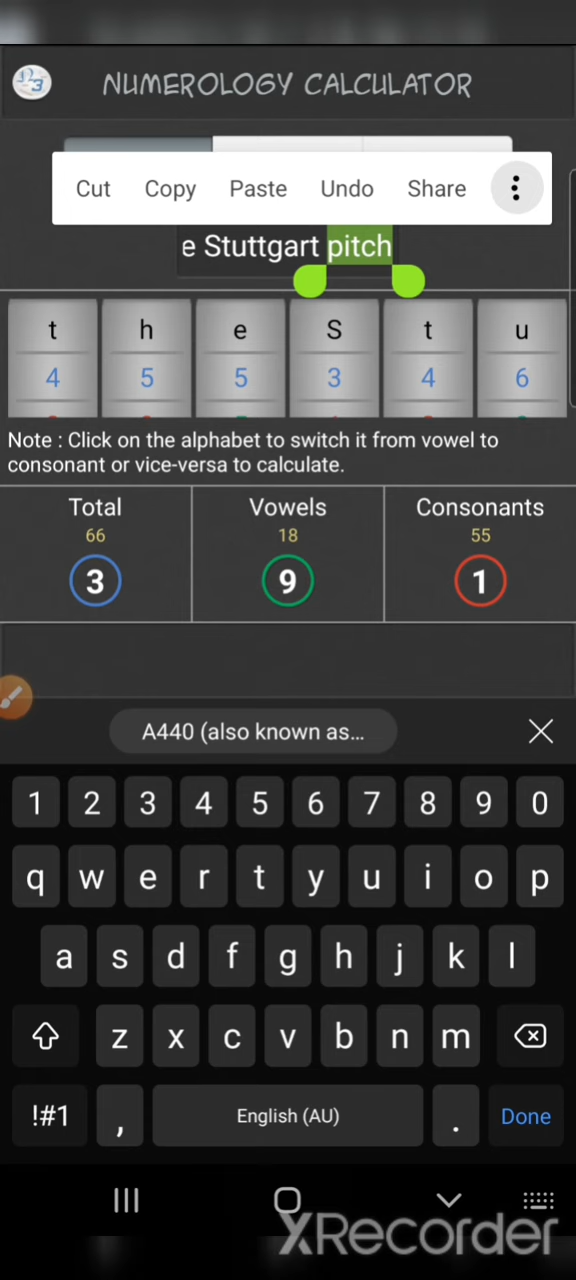 NUMEROLOGY CALCULATOR
Cut Copy Paste Undo Share
e Stuttgart pitch
t h e S t u
4 5 5 3 4 6
Note : Click on the alphabet to switch it from vowel to
consonant or vice-versa to calculate.
Total Vowels Consonants
66 18 55
3 9 1
A440 (also known as...
1 2 3 4 5 6 7 8 9 0
q w e r t y u i o p
a s d f g h j k l
z x c v b n m
!#1 , English (AU) . Done
XRecorder